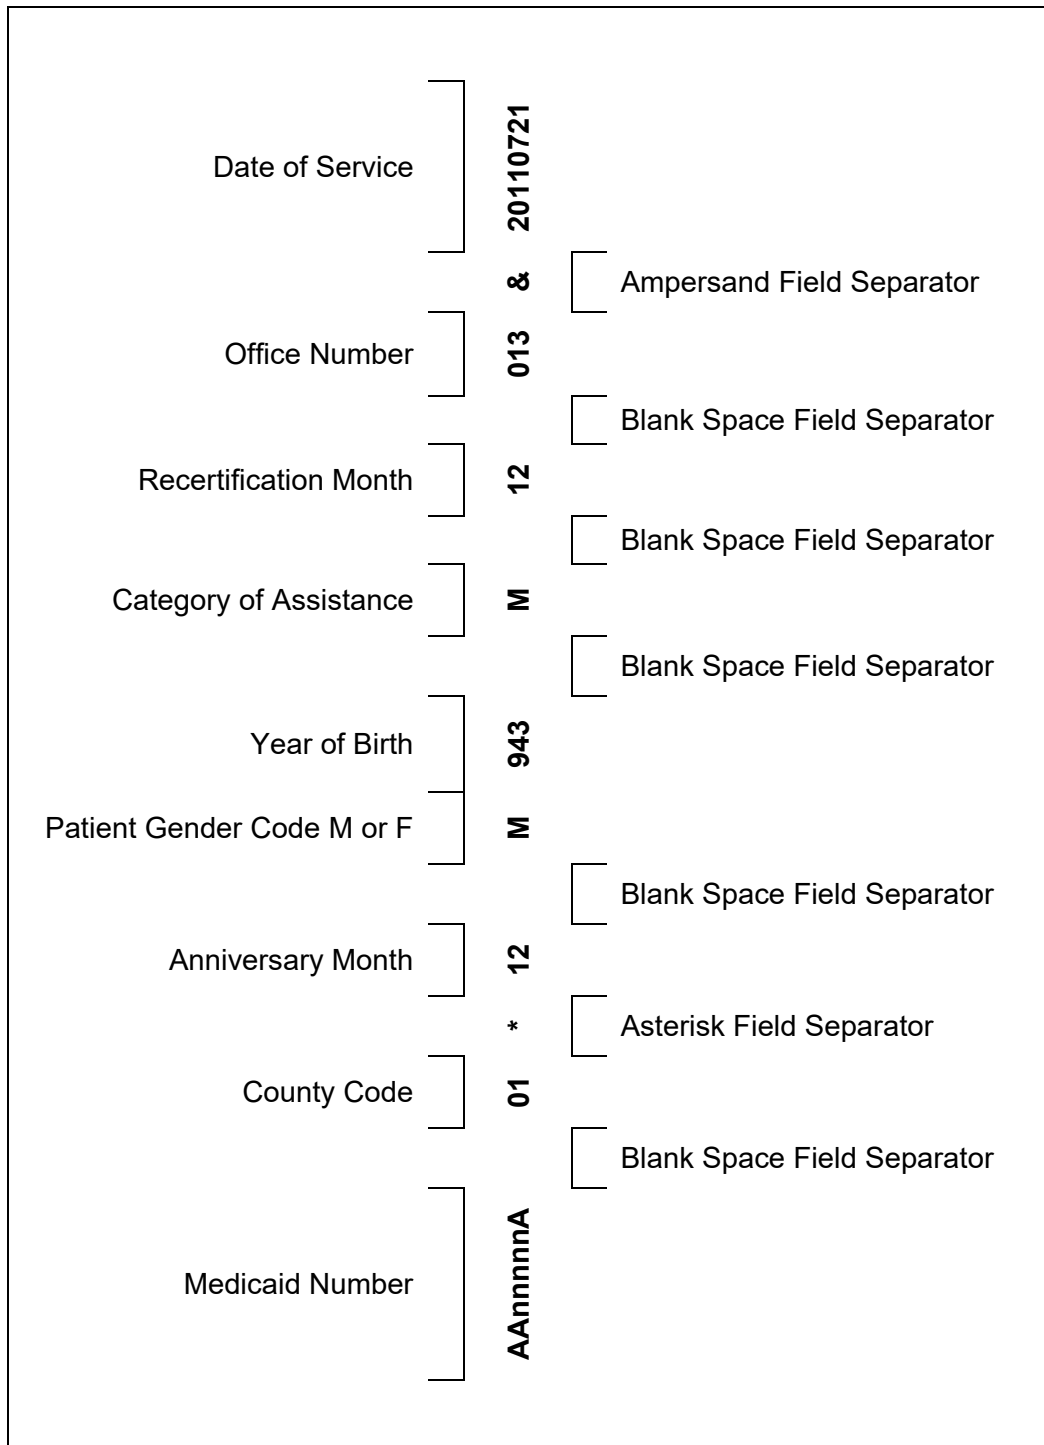 Date of Service
20110721
&
Ampersand Field Separator
Office Number
013
Blank Space Field Separator
Recertification Month
12
Blank Space Field Separator
Category of Assistance
M
Blank Space Field Separator
Year of Birth
943
Patient Gender Code M or F
M
Blank Space Field Separator
Anniversary Month
12
*
Asterisk Field Separator
County Code
01
Blank Space Field Separator
Medicaid Number
AAnnnnnA